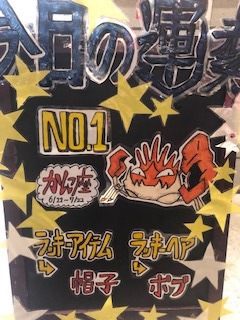 今日の運勢
NO.1
かに座
6/22〜7/22
ラッキーアイテム
↳ 帽子
ラッキーヘア
↳ ボブ